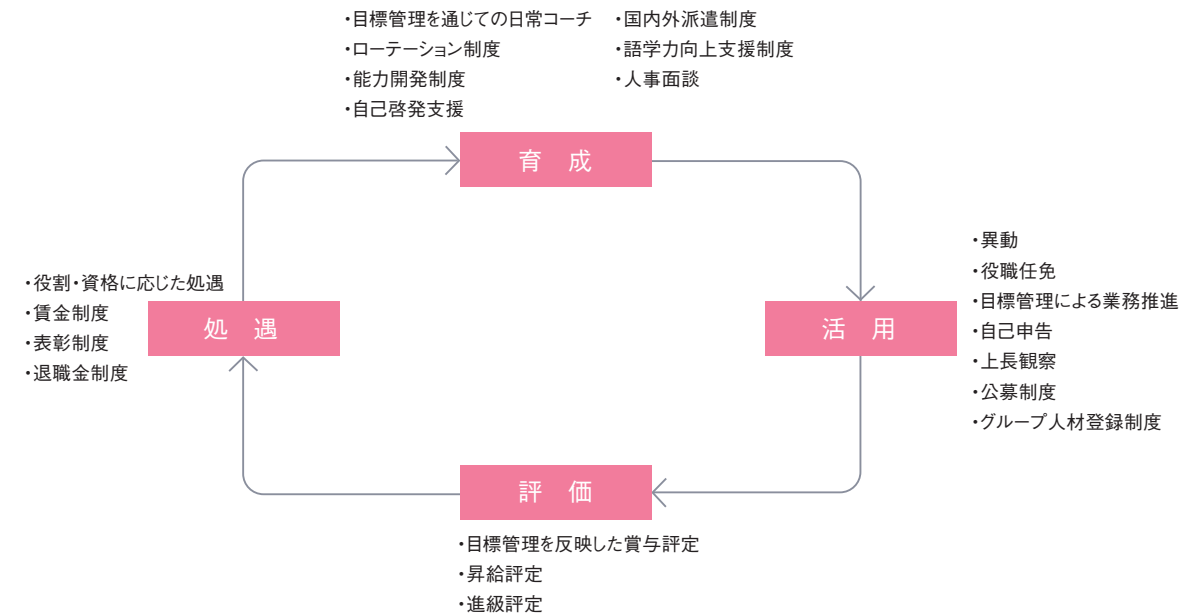 ・目標管理を通じての日常コーチ
・ローテーション制度
・能力開発制度
・自己啓発支援
・国内外派遣制度
・語学力向上支援制度
・人事面談
育 成
・異動
・役職任免
・目標管理による業務推進
・自己申告
・上長観察
・公募制度
・グループ人材登録制度
活 用
・役割・資格に応じた処遇
・賃金制度
・表彰制度
・退職金制度
処 遇
評 価
・目標管理を反映した賞与評定
・昇給評定
・進級評定